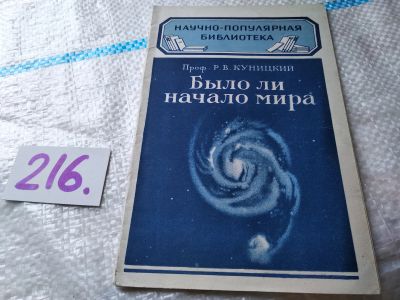 НАУЧНО-ПОПУЛЯРНАЯ
БИБЛИОТЕКА
Проф. Р. В. КУНИЦКИЙ
Было ли
начало мира
216.